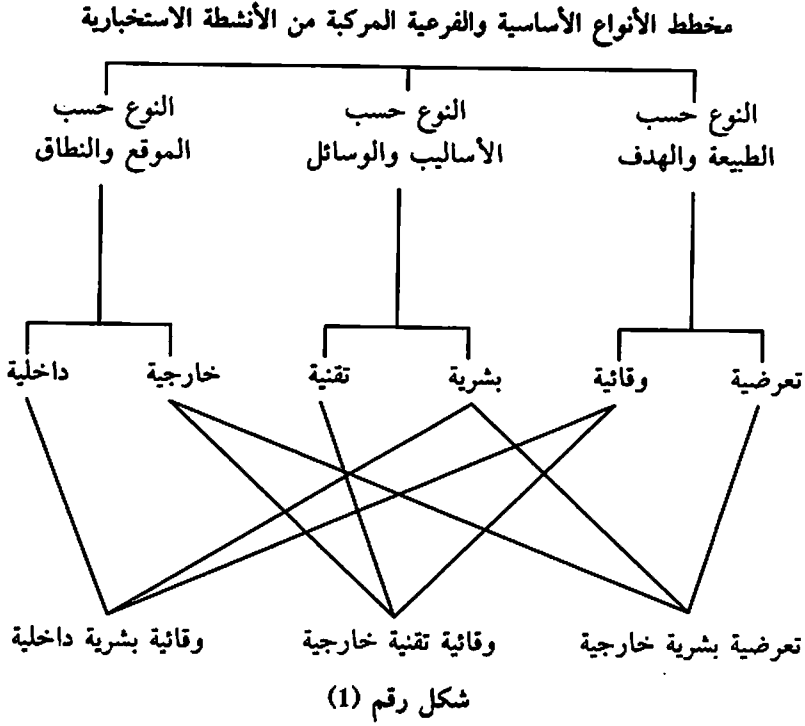 مخطط الأنواع الأساسية والفرعية المركبة من الأنشطة الاستخبارية
النوع حسب
الطبيعة والهدف
النوع حسب
الأساليب والوسائل
النوع حسب
الموقع والنطاق
تعرضية
وقائية
بشرية
تقنية
خارجية
داخلية
تعرضية بشرية خارجية
وقائية تقنية خارجية
وقائية بشرية داخلية
شكل رقم (1)